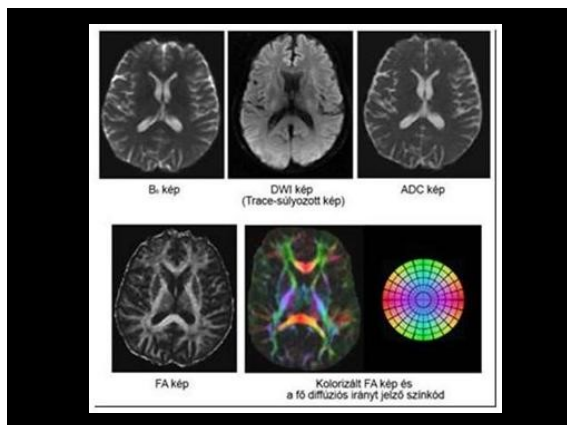 B₀ kép
DWI kép
(Trace-súlyozott kép)
ADC kép
FA kép
Kolorizált FA kép és
a fő diffúziós irányt jelző színkód